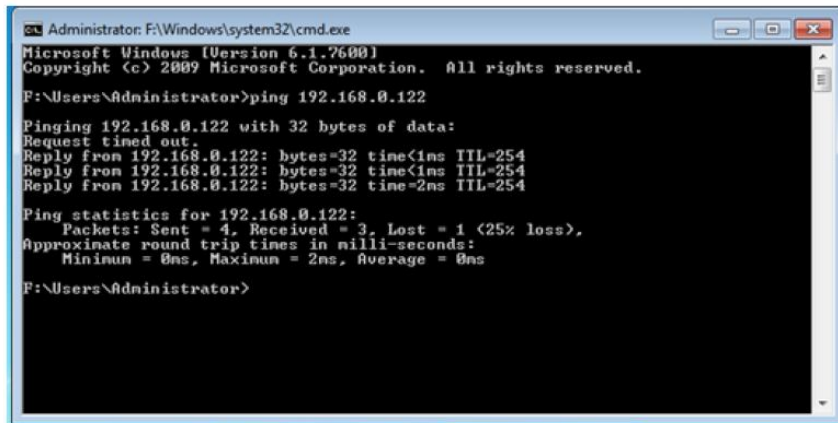 Administrator: F:\Windows\system32\cmd.exe
Microsoft Windows [Version 6.1.7600]
Copyright (c) 2009 Microsoft Corporation.  All rights reserved.
F:\Users\Administrator>ping 192.168.0.122
Pinging 192.168.0.122 with 32 bytes of data:
Request timed out.
Reply from 192.168.0.122: bytes=32 time<1ms TTL=254
Reply from 192.168.0.122: bytes=32 time<1ms TTL=254
Reply from 192.168.0.122: bytes=32 time=2ms TTL=254
Ping statistics for 192.168.0.122:
    Packets: Sent = 4, Received = 3, Lost = 1 (25% loss),
Approximate round trip times in milli-seconds:
    Minimum = 0ms, Maximum = 2ms, Average = 0ms
F:\Users\Administrator>